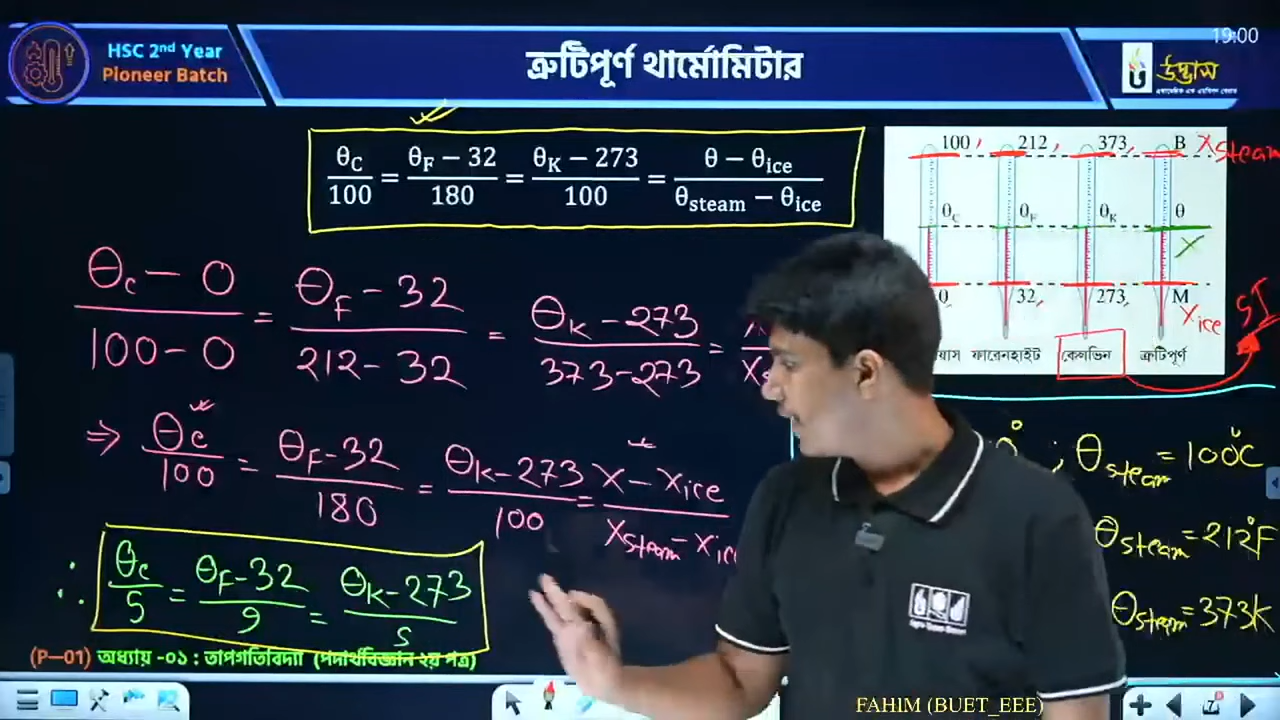 19:00
HSC 2nd Year
Pioneer Batch
ত্রুটিপূর্ণ থার্মোমিটার
উদ্ভাস
θC/100 = (θF − 32)/180 = (θK − 273)/100 = (θ − θice)/(θsteam − θice)
100 212 373 B Xsteam
θC θF θK θ
X
0 32 273 M
Xice SI
ফারেনহাইট কেলভিন ত্রুটিপূর্ণ
(θc − 0)/(100 − 0) = (θF − 32)/(212 − 32) = (θK − 273)/(373 − 273) =
⇒ θc/100 = (θF − 32)/180 = (θK − 273)/100 = (X − Xice)/(Xsteam − Xice)
; θsteam = 100°C
θsteam = 212°F
θsteam = 373K
∴ θc/5 = (θF − 32)/9 = (θK − 273)/5
(P−01) অধ্যায় -০১ : তাপগতিবিদ্যা (পদার্থবিজ্ঞান ২য় পত্র)
FAHIM (BUET_EEE)